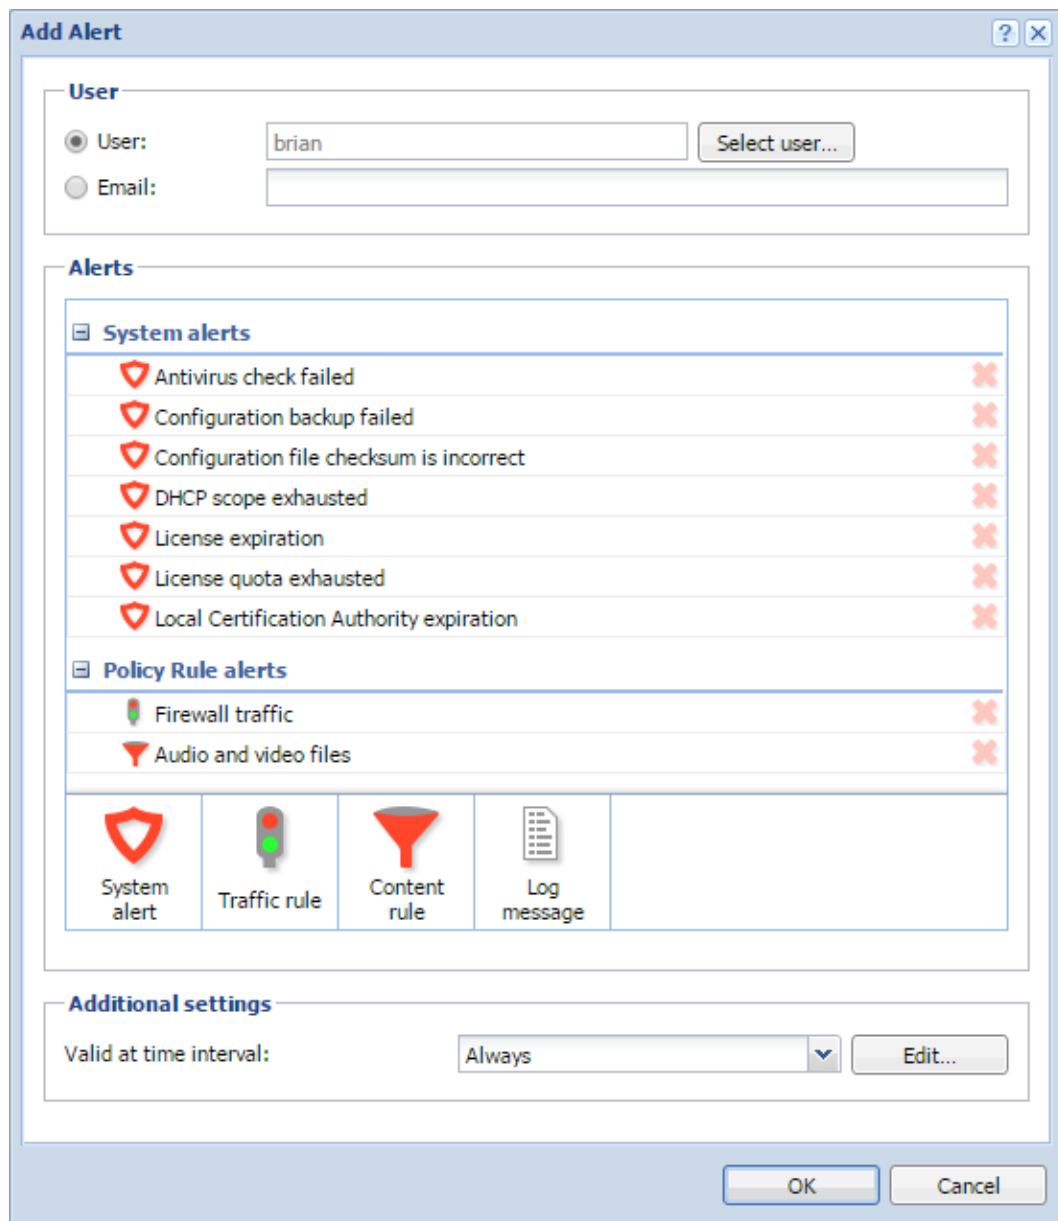 Add Alert
User
User: brian Select user...
Email:
Alerts
System alerts
Antivirus check failed
Configuration backup failed
Configuration file checksum is incorrect
DHCP scope exhausted
License expiration
License quota exhausted
Local Certification Authority expiration
Policy Rule alerts
Firewall traffic
Audio and video files
System
alert
Traffic rule
Content
rule
Log
message
Additional settings
Valid at time interval: Always Edit...
OK Cancel